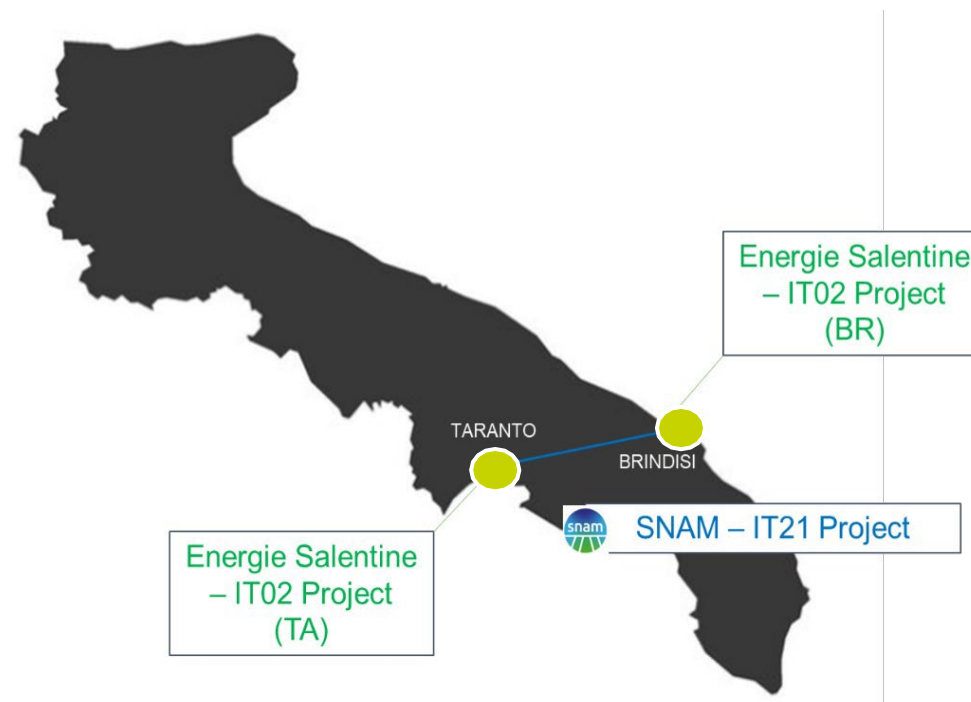 Energie Salentine
– IT02 Project
(BR)
TARANTO
BRINDISI
snam
SNAM – IT21 Project
Energie Salentine
– IT02 Project
(TA)